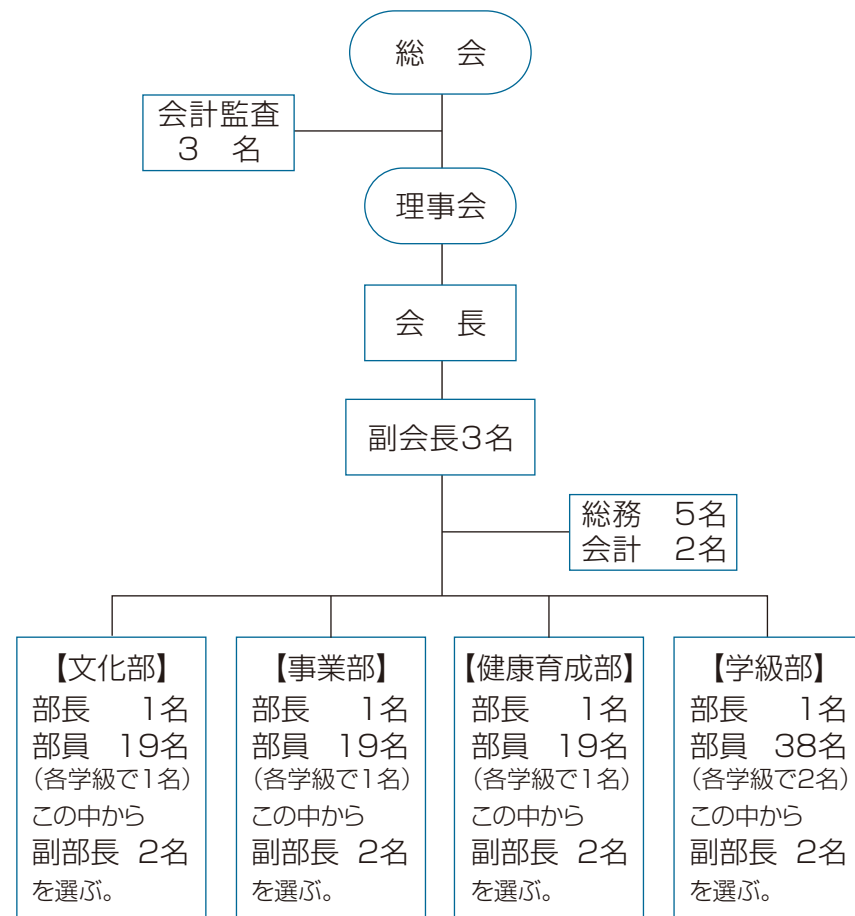 総　会
会計監査
3　名
理事会
会　長
副会長3名
総務　5名
会計　2名
【文化部】
部長　1名
部員　19名
（各学級で1名）
この中から
副部長　2名
を選ぶ。
【事業部】
部長　1名
部員　19名
（各学級で1名）
この中から
副部長　2名
を選ぶ。
【健康育成部】
部長　1名
部員　19名
（各学級で1名）
この中から
副部長　2名
を選ぶ。
【学級部】
部長　1名
部員　38名
（各学級で2名）
この中から
副部長　2名
を選ぶ。